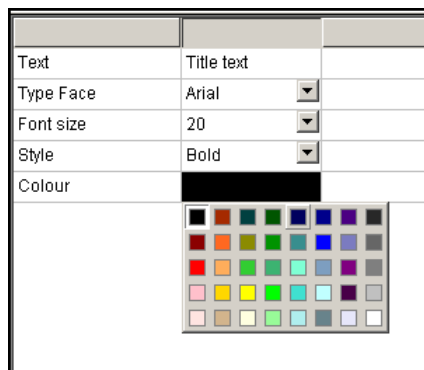 Text Title text
Type Face Arial
Font size 20
Style Bold
Colour